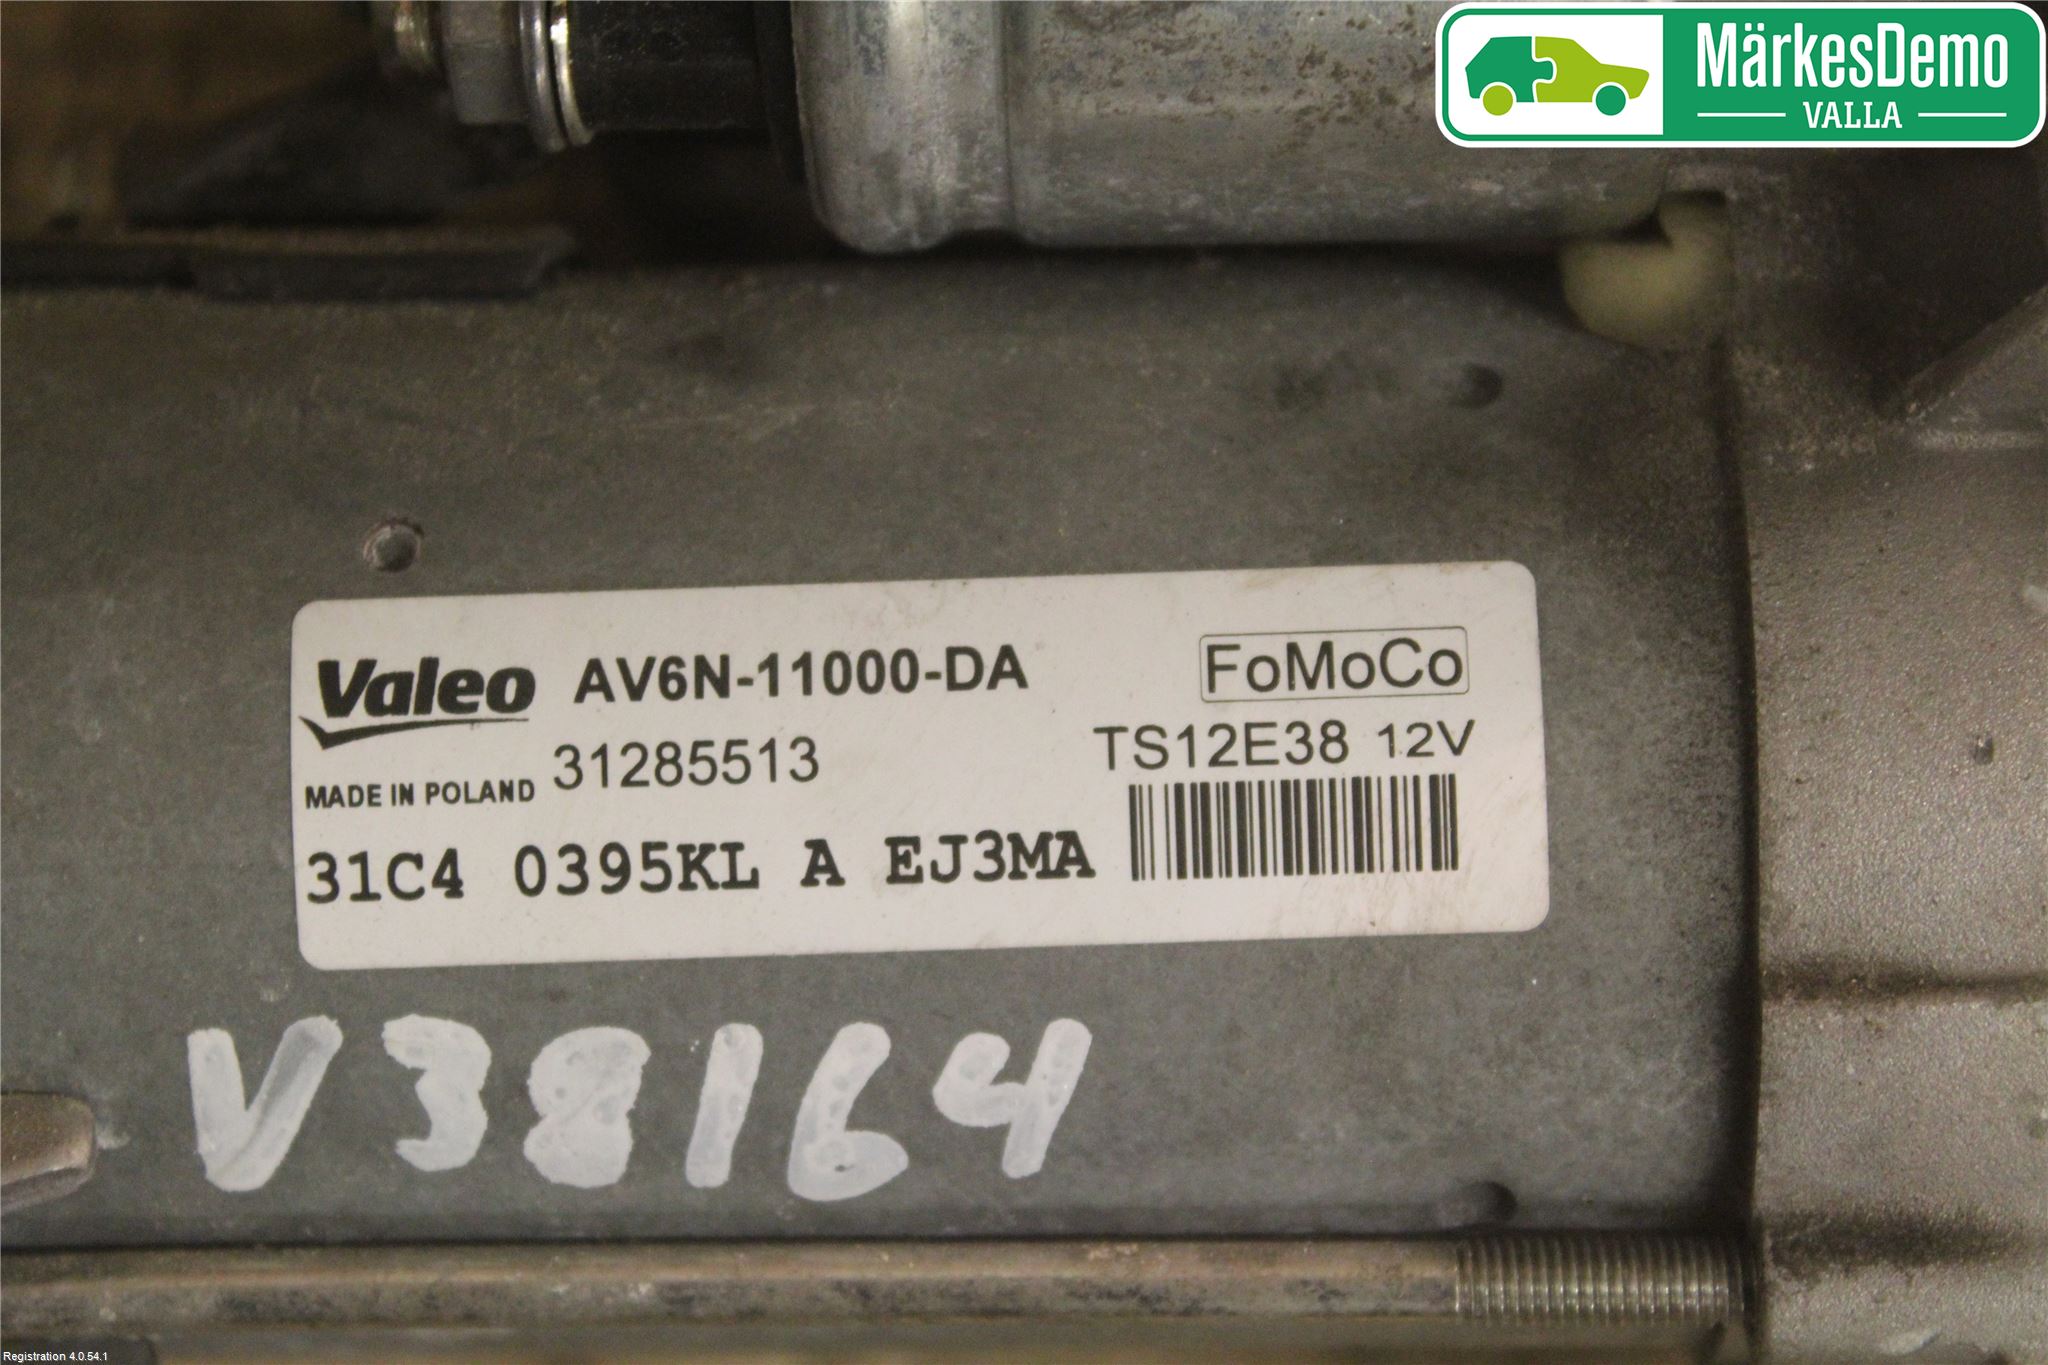 MärkesDemo
VALLA
Valeo AV6N-11000-DA FoMoCo
31285513 TS12E38 12V
MADE IN POLAND
31C4 0395KL A EJ3MA
V38164
Registration 4.0.54.1